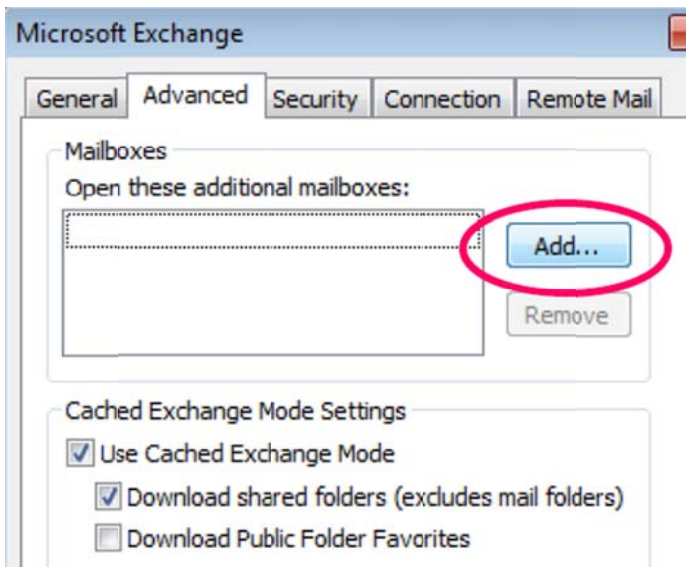 Microsoft Exchange
General Advanced Security Connection Remote Mail
Mailboxes
Open these additional mailboxes:
Add...
Remove
Cached Exchange Mode Settings
Use Cached Exchange Mode
Download shared folders (excludes mail folders)
Download Public Folder Favorites